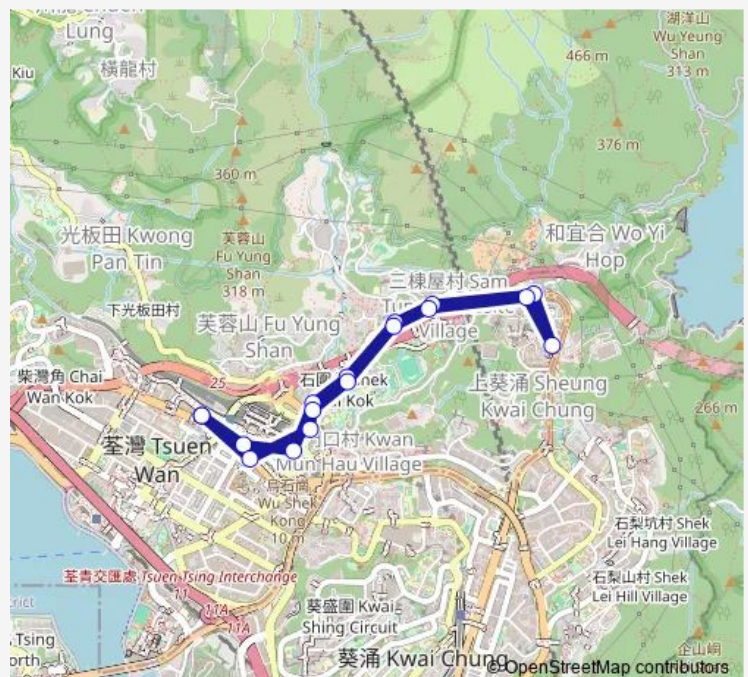 Lung
橫龍村
Kiu
湖洋山
Wu Yeung
Shan
313 m
466 m
376 m
360 m
光板田 Kwong
Pan Tin
芙蓉山
Fu Yung
Shan
318 m
和宜合 Wo Yi
Hop
三棟屋村 Sam
Village
下光板田村
芙蓉山 Fu Yung
Shan
柴灣角 Chai
Wan Kok
25
Kok
上葵涌 Sheung
Kwai Chung
266 m
荃灣 Tsuen
Wan
口村 Kwan
Mun Hau Village
Wu Shek
Kong
10 m
石梨坑村 Shek
Lei Hang Village
荃青交匯處 Tsuen Tsing Interchange
11
11A
11A
石梨山村 Shek
Lei Hill Village
葵盛圍 Kwai
Shing Circuit
Tsing
葵涌 Kwai Chung
© OpenStreetMap contributors